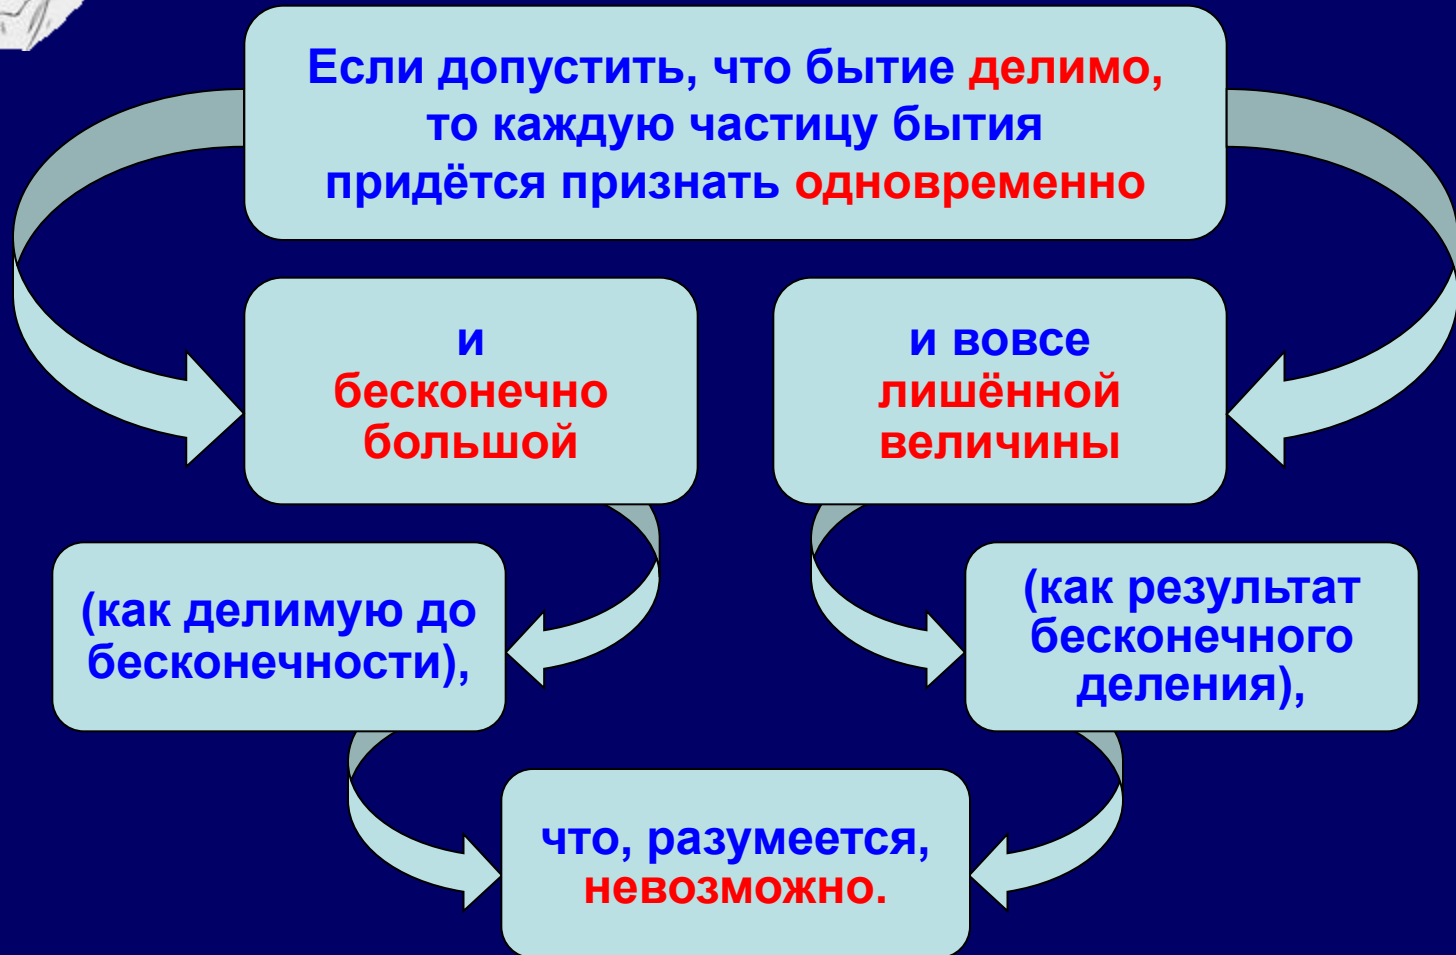 Если допустить, что бытие делимо,
то каждую частицу бытия
придётся признать одновременно
и
бесконечно
большой
и вовсе
лишённой
величины
(как делимую до
бесконечности),
(как результат
бесконечного
деления),
что, разумеется,
невозможно.